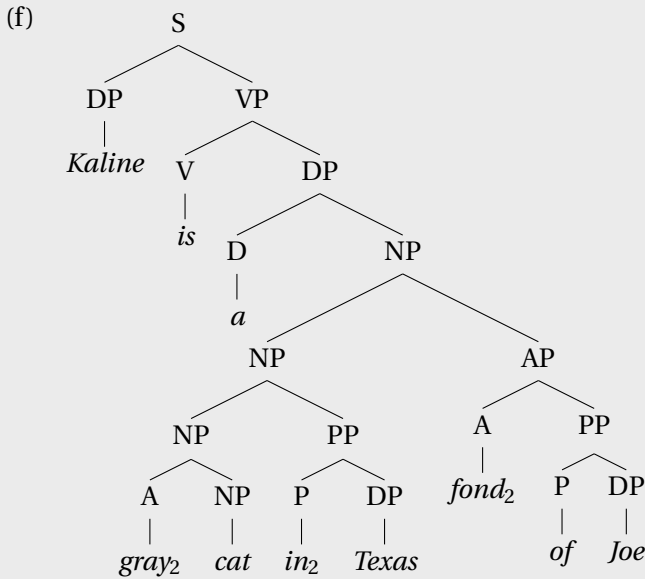 (f)
S
DP VP
Kaline V DP
is D NP
a
NP AP
NP PP A PP
A NP P DP fond₂ P DP
gray₂ cat in₂ Texas of Joe